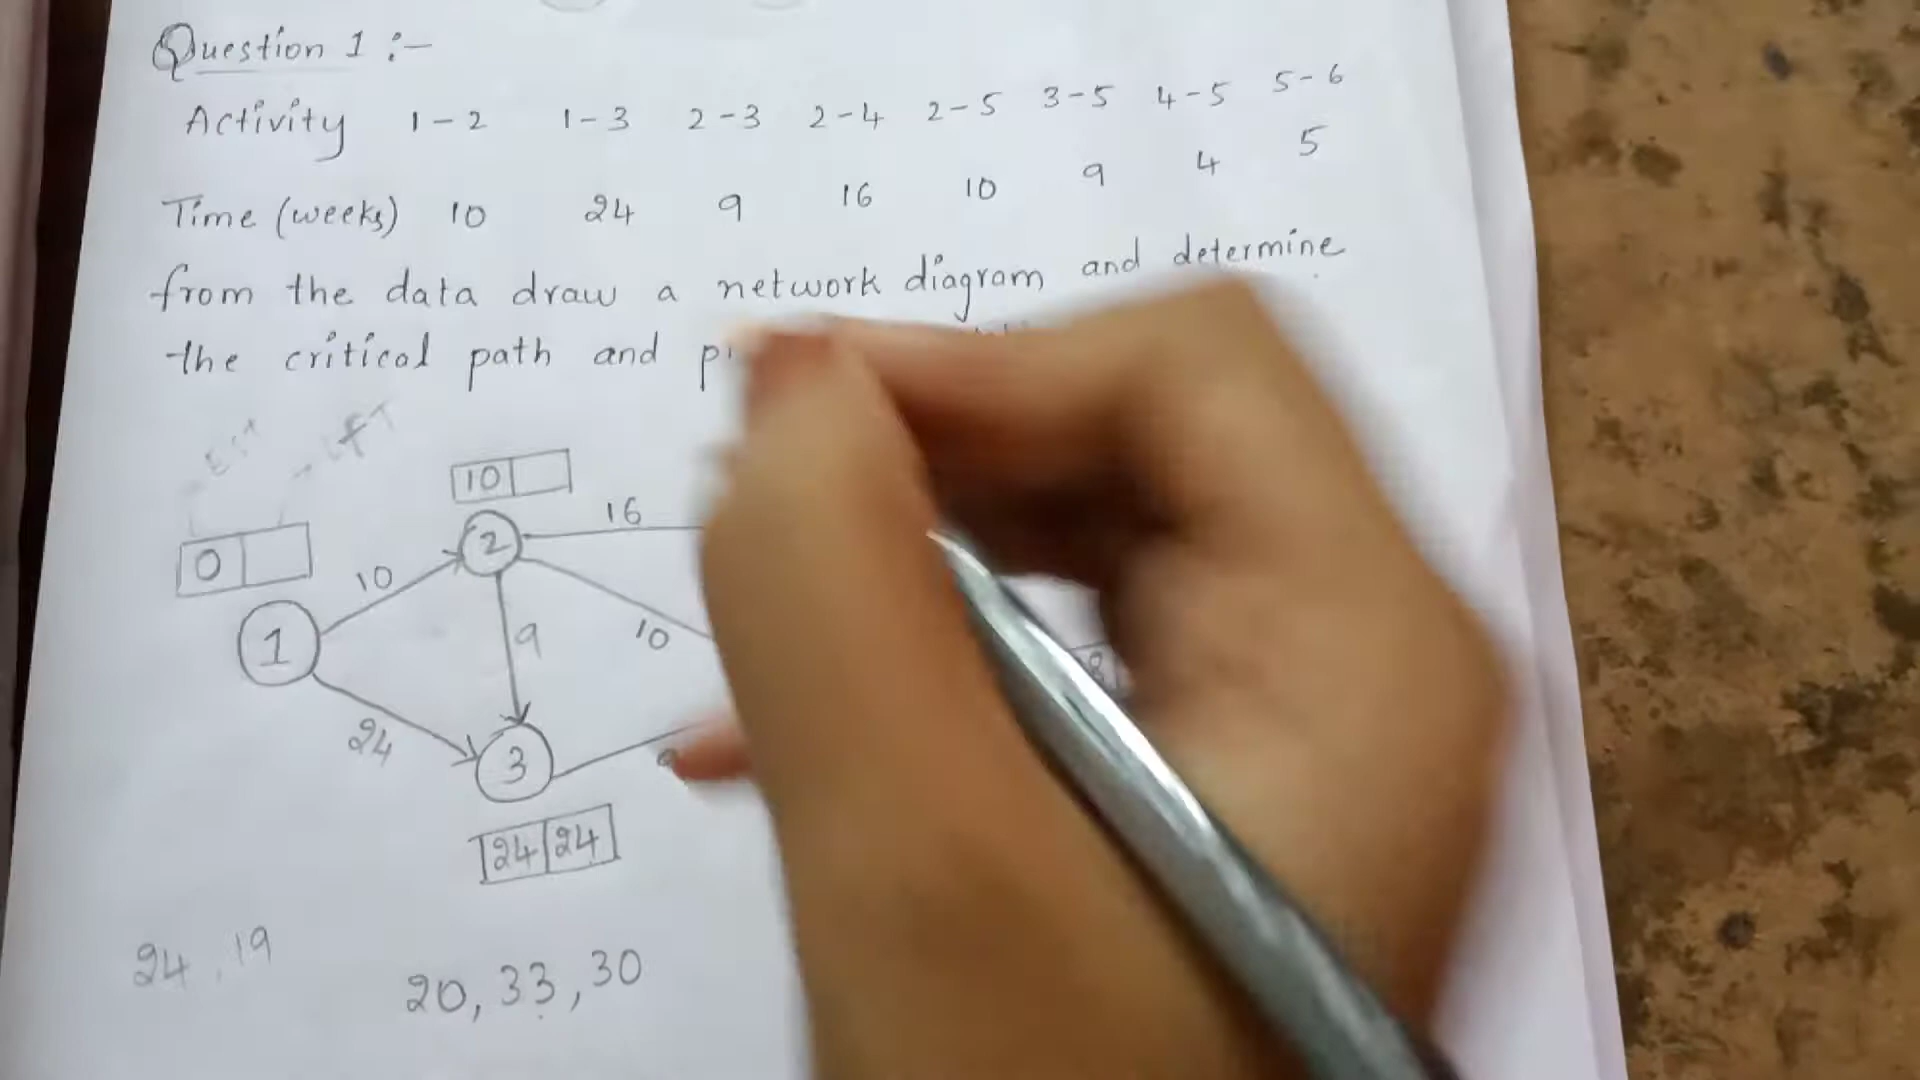 Question 1 :-
Activity 1-2 1-3 2-3 2-4 2-5 3-5 4-5 5-6
Time (weeks) 10 24 9 16 10 9 4 5
from the data draw a network diagram and determine
the critical path and
EST LFT
10
16
2
0
10
9
10
1
8
24
3
24 24
24, 19
20, 33, 30